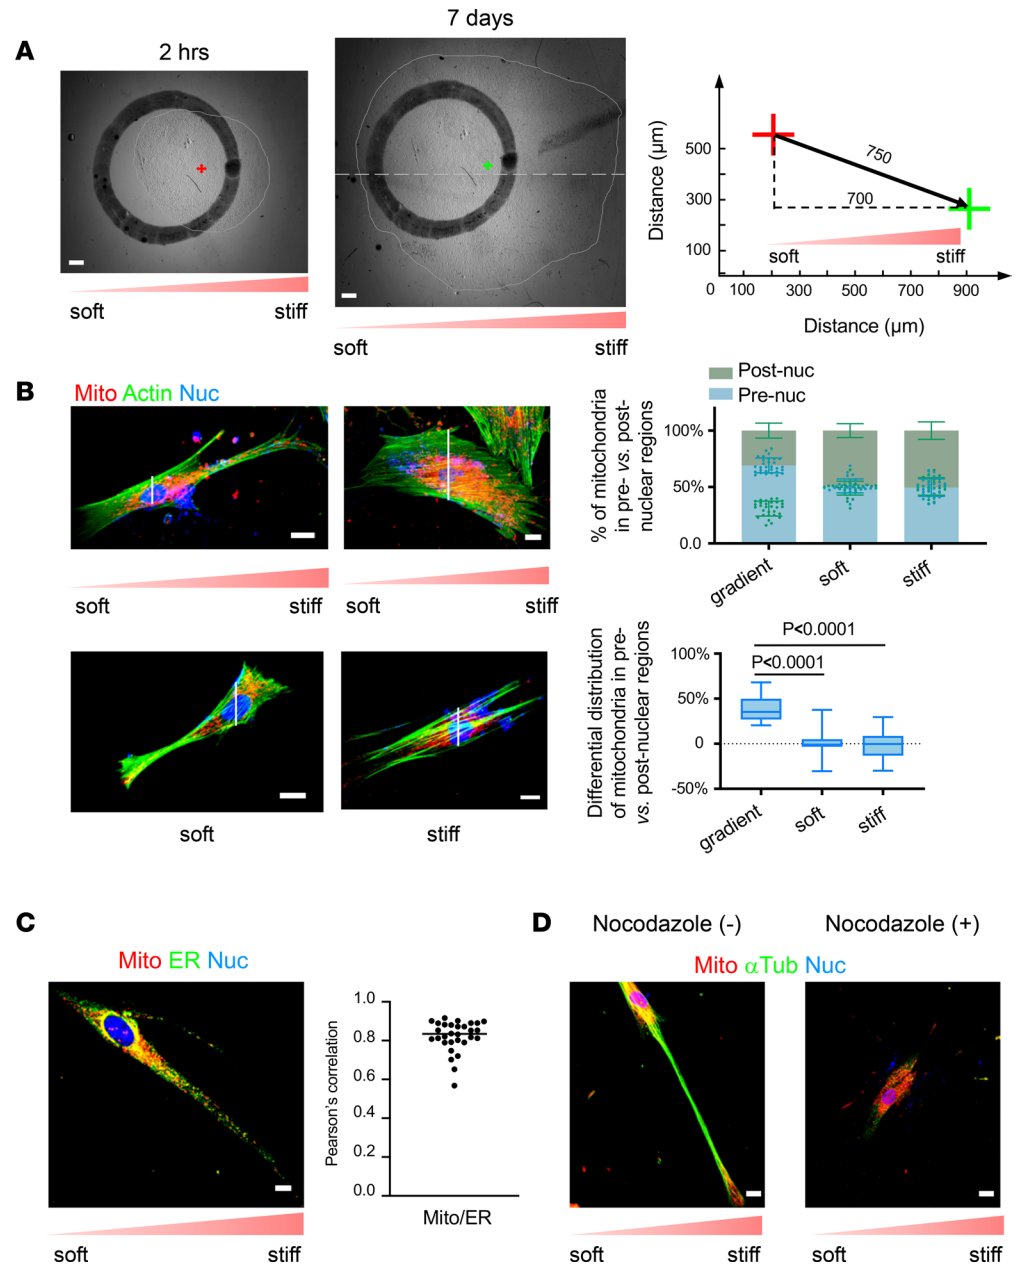 A
2 hrs
7 days
soft
stiff
soft
stiff
Distance (µm)
500
300
100
0
100
300
500
700
900
750
700
soft
stiff
Distance (µm)
B
Mito Actin Nuc
soft
stiff
soft
stiff
soft
stiff
Post-nuc
Pre-nuc
% of mitochondria
in pre- vs. post-
nuclear regions
100%
50%
0.0
gradient
soft
stiff
Differential distribution
of mitochondria in pre-
vs. post-nuclear regions
100%
50%
0
-50%
P<0.0001
P<0.0001
gradient
soft
stiff
C
Mito ER Nuc
soft
stiff
Pearson's correlation
1.0
0.8
0.6
0.4
0.2
0.0
Mito/ER
D
Nocodazole (-)
Nocodazole (+)
Mito αTub Nuc
soft
stiff
soft
stiff